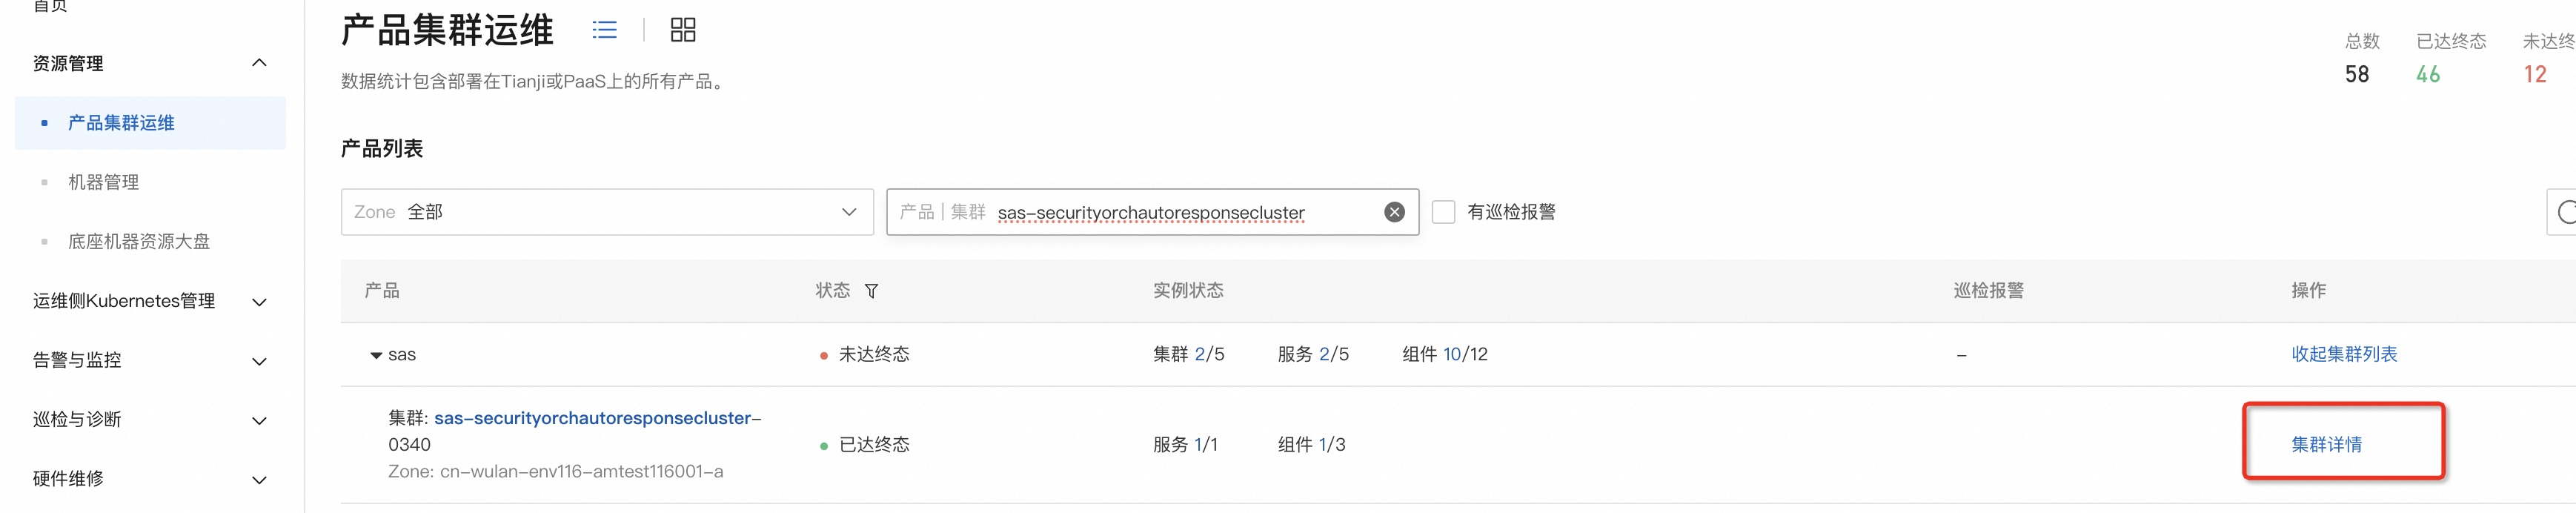 首页
资源管理
产品集群运维
机器管理
底座机器资源大盘
运维侧Kubernetes管理
告警与监控
巡检与诊断
硬件维修
产品集群运维
数据统计包含部署在Tianji或PaaS上的所有产品。
总数 已达终态 未达终
58 46 12
产品列表
Zone 全部 产品 | 集群 sas-securityorchautoresponsecluster 有巡检报警
产品 状态 实例状态 巡检报警 操作
sas 未达终态 集群 2/5 服务 2/5 组件 10/12 – 收起集群列表
集群: sas-securityorchautoresponsecluster-
0340 已达终态 服务 1/1 组件 1/3 集群详情
Zone: cn-wulan-env116-amtest116001-a